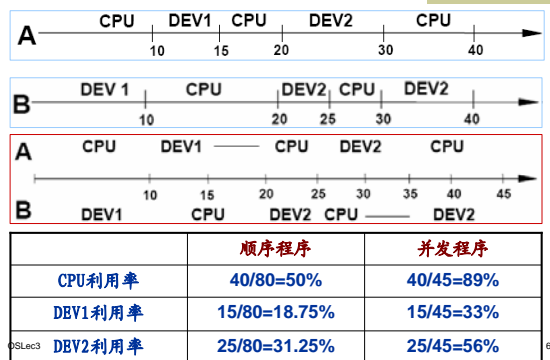 CPU DEV1 CPU DEV2 CPU
A
10 15 20 30 40
DEV 1 CPU DEV2 CPU DEV2
B
10 20 25 30 40
A CPU DEV1 CPU DEV2 CPU
10 15 20 25 30 35 40 45
B DEV1 CPU DEV2 CPU DEV2
顺序程序 并发程序
CPU利用率 40/80=50% 40/45=89%
DEV1利用率 15/80=18.75% 15/45=33%
DEV2利用率 25/80=31.25% 25/45=56%
OSLec3 6